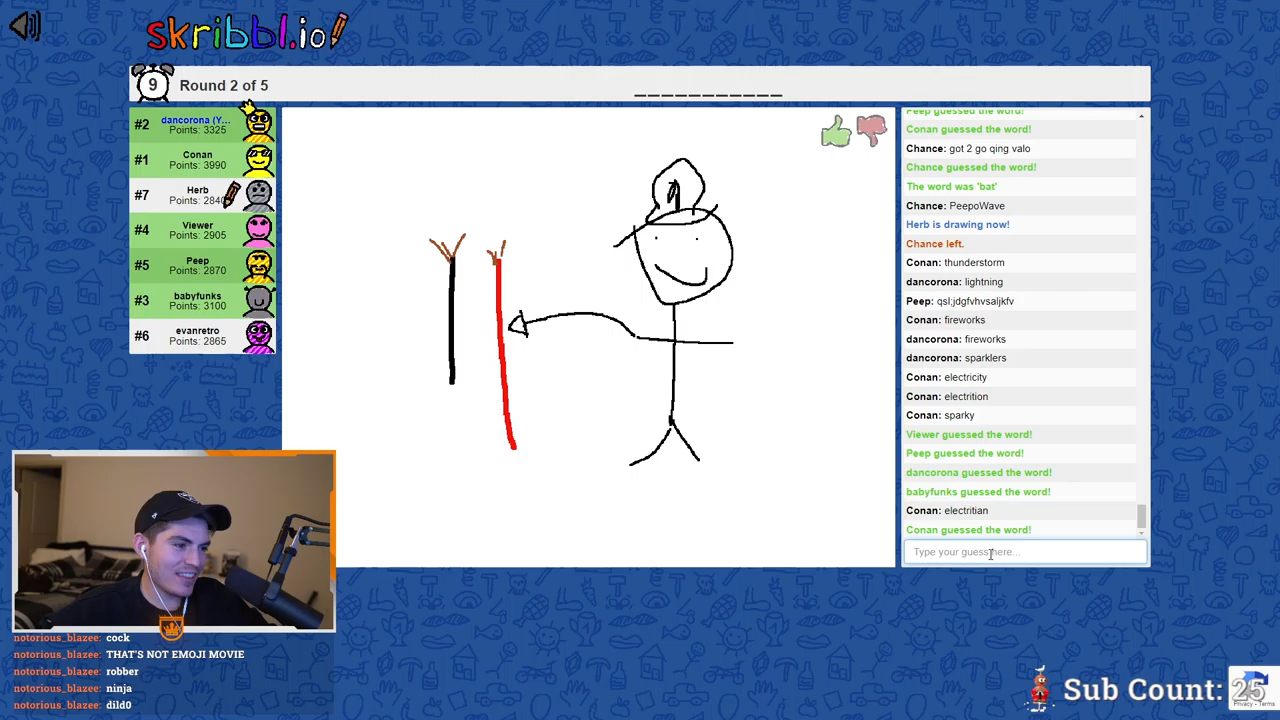 skribbl.io
9
Round 2 of 5
#2
dancorona (Y...
Points: 3325
#1
Conan
Points: 3990
#7
Herb
Points: 2840
#4
Viewer
Points: 2905
#5
Peep
Points: 2870
#3
babyfunks
Points: 3100
#6
evanretro
Points: 2865
Peep guessed the word!
Conan guessed the word!
Chance: got 2 go qing valo
Chance guessed the word!
The word was 'bat'
Chance: PeepoWave
Herb is drawing now!
Chance left.
Conan: thunderstorm
dancorona: lightning
Peep: qsl;jdgfvhvsaljkfv
Conan: fireworks
dancorona: fireworks
dancorona: sparklers
Conan: electricity
Conan: electrition
Conan: sparky
Viewer guessed the word!
Peep guessed the word!
dancorona guessed the word!
babyfunks guessed the word!
Conan: electritian
Conan guessed the word!
Type your guess here...
notorious_blazee: cock
notorious_blazee: THAT'S NOT EMOJI MOVIE
notorious_blazee: robber
notorious_blazee: ninja
notorious_blazee: dild0
Sub Count: 25
Privacy - Terms